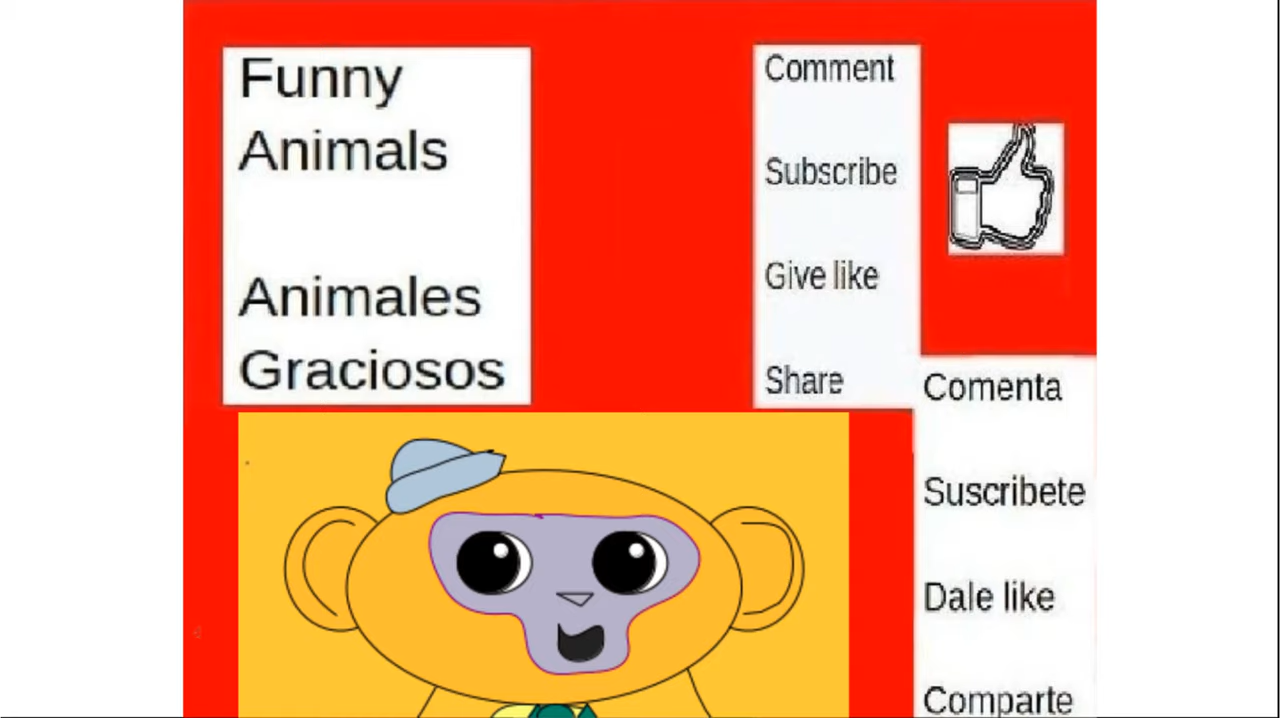 Funny
Animals
Animales
Graciosos
Comment
Subscribe
Give like
Share
Comenta
Suscribete
Dale like
Comparte